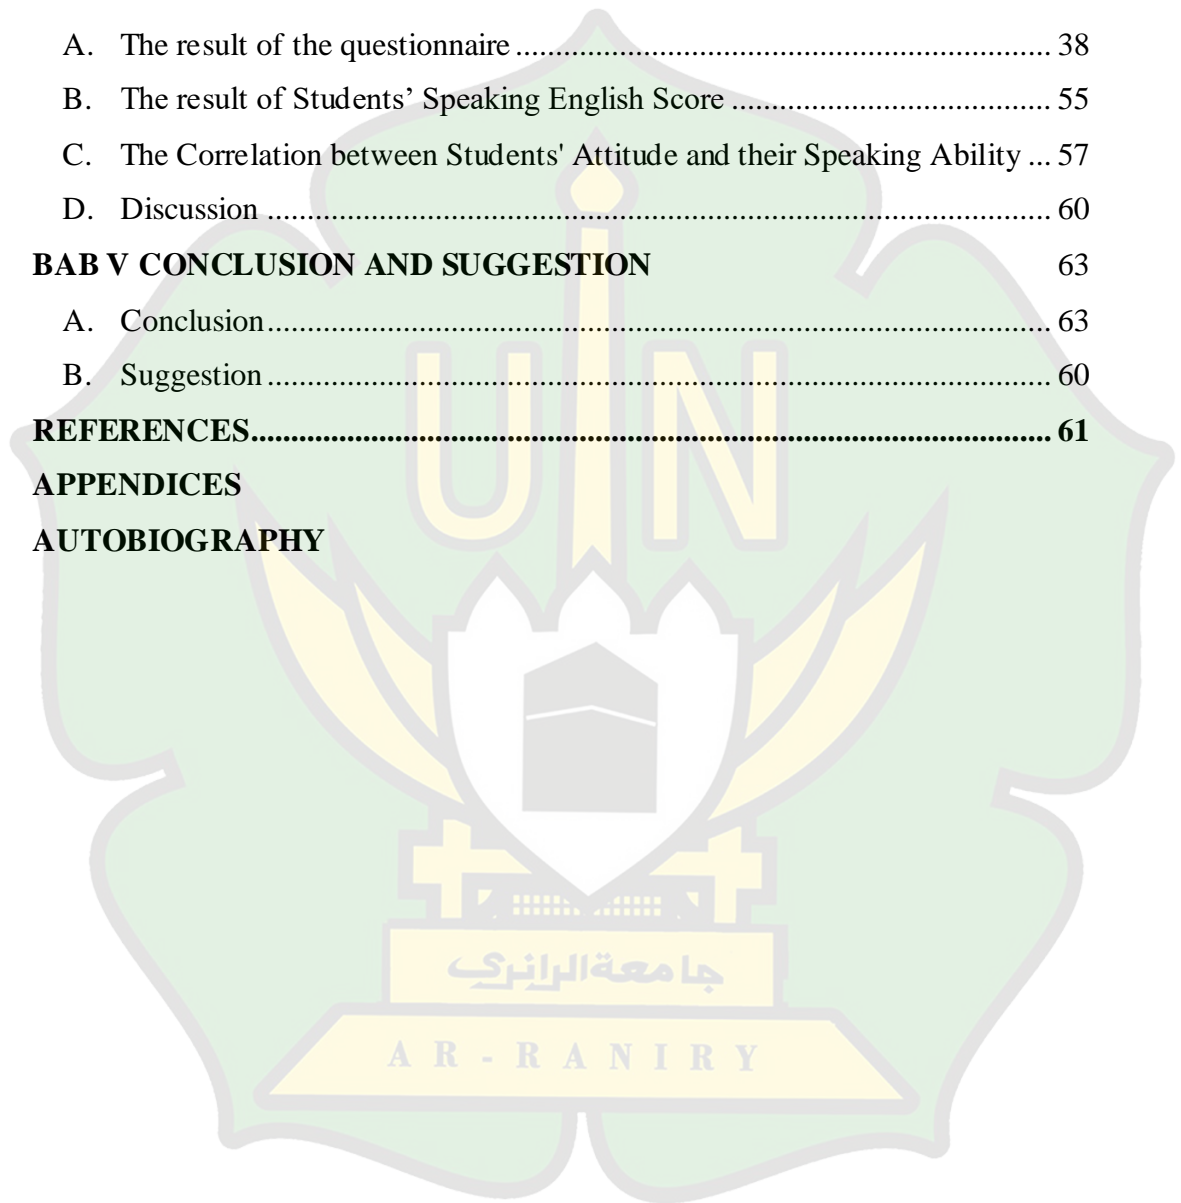 A. The result of the questionnaire .................................................................. 38
B. The result of Students’ Speaking English Score ....................................... 55
C. The Correlation between Students' Attitude and their Speaking Ability ... 57
D. Discussion ................................................................................................. 60
BAB V CONCLUSION AND SUGGESTION 63
A. Conclusion ................................................................................................. 63
B. Suggestion ................................................................................................. 60
REFERENCES .................................................................................................. 61
APPENDICES
AUTOBIOGRAPHY
UIN
جامعةالرانري
AR-RANIRY